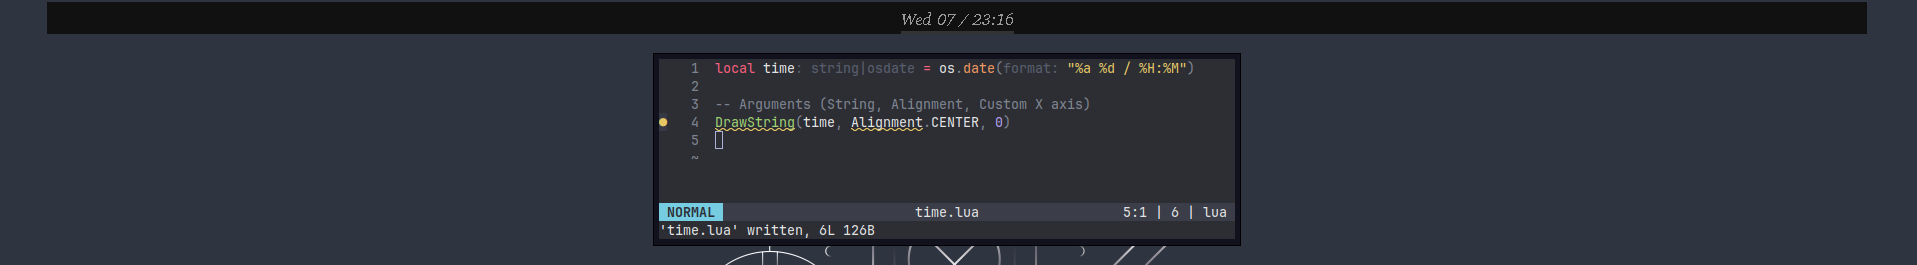 Wed 07 / 23:16
1 local time: string|osdate = os.date(format: "%a %d / %H:%M")
2
3 -- Arguments (String, Alignment, Custom X axis)
4 DrawString(time, Alignment.CENTER, 0)
5
~
NORMAL time.lua 5:1 | 6 | lua
'time.lua' written, 6L 126B